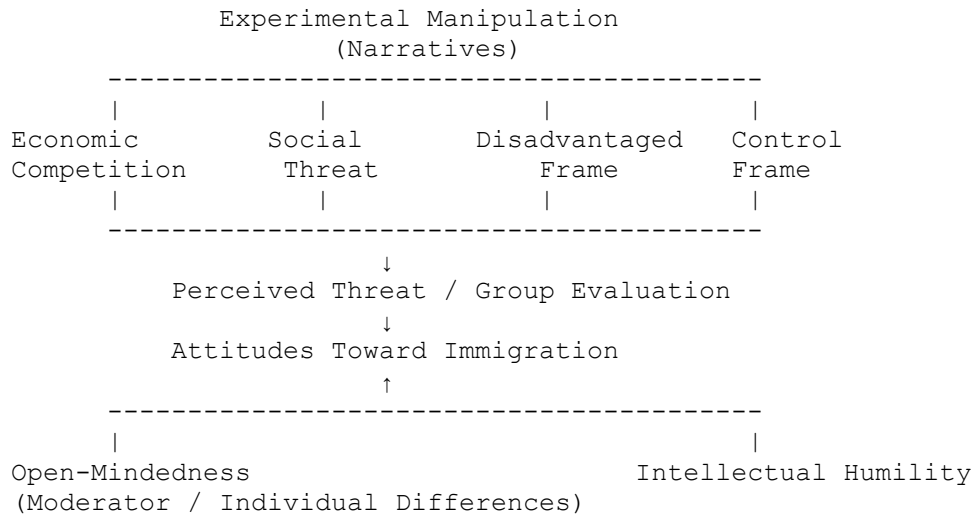 Experimental Manipulation
(Narratives)
-----------------------------------------
| | | |
Economic Social Disadvantaged Control
Competition Threat Frame Frame
| | | |
-----------------------------------------
↓
Perceived Threat / Group Evaluation
↓
Attitudes Toward Immigration
↑
-----------------------------------------
| |
Open-Mindedness Intellectual Humility
(Moderator / Individual Differences)